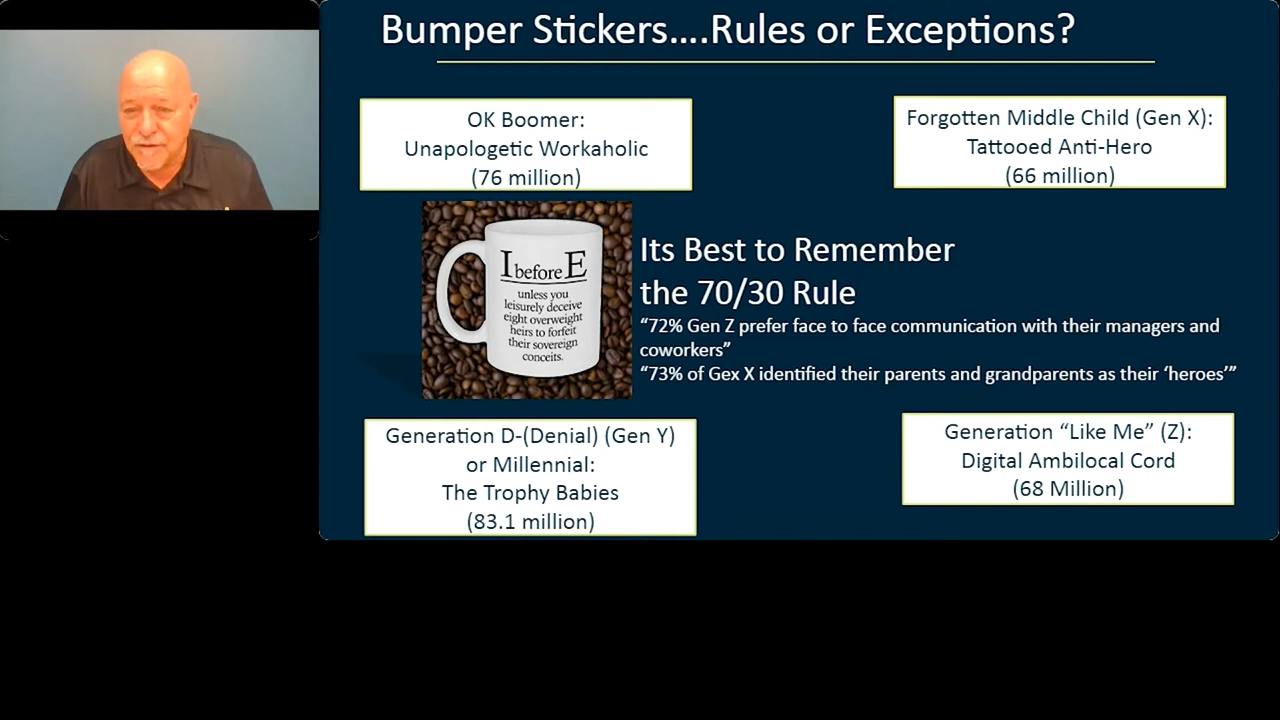 Bumper Stickers....Rules or Exceptions?
OK Boomer:
Unapologetic Workaholic
(76 million)
Forgotten Middle Child (Gen X):
Tattooed Anti-Hero
(66 million)
I before E
unless you
leisurely deceive
eight overweight
heirs to forfeit
their sovereign
conceits.
Its Best to Remember
the 70/30 Rule
“72% Gen Z prefer face to face communication with their managers and
coworkers”
“73% of Gex X identified their parents and grandparents as their ‘heroes’”
Generation D-(Denial) (Gen Y)
or Millennial:
The Trophy Babies
(83.1 million)
Generation “Like Me” (Z):
Digital Ambilocal Cord
(68 Million)